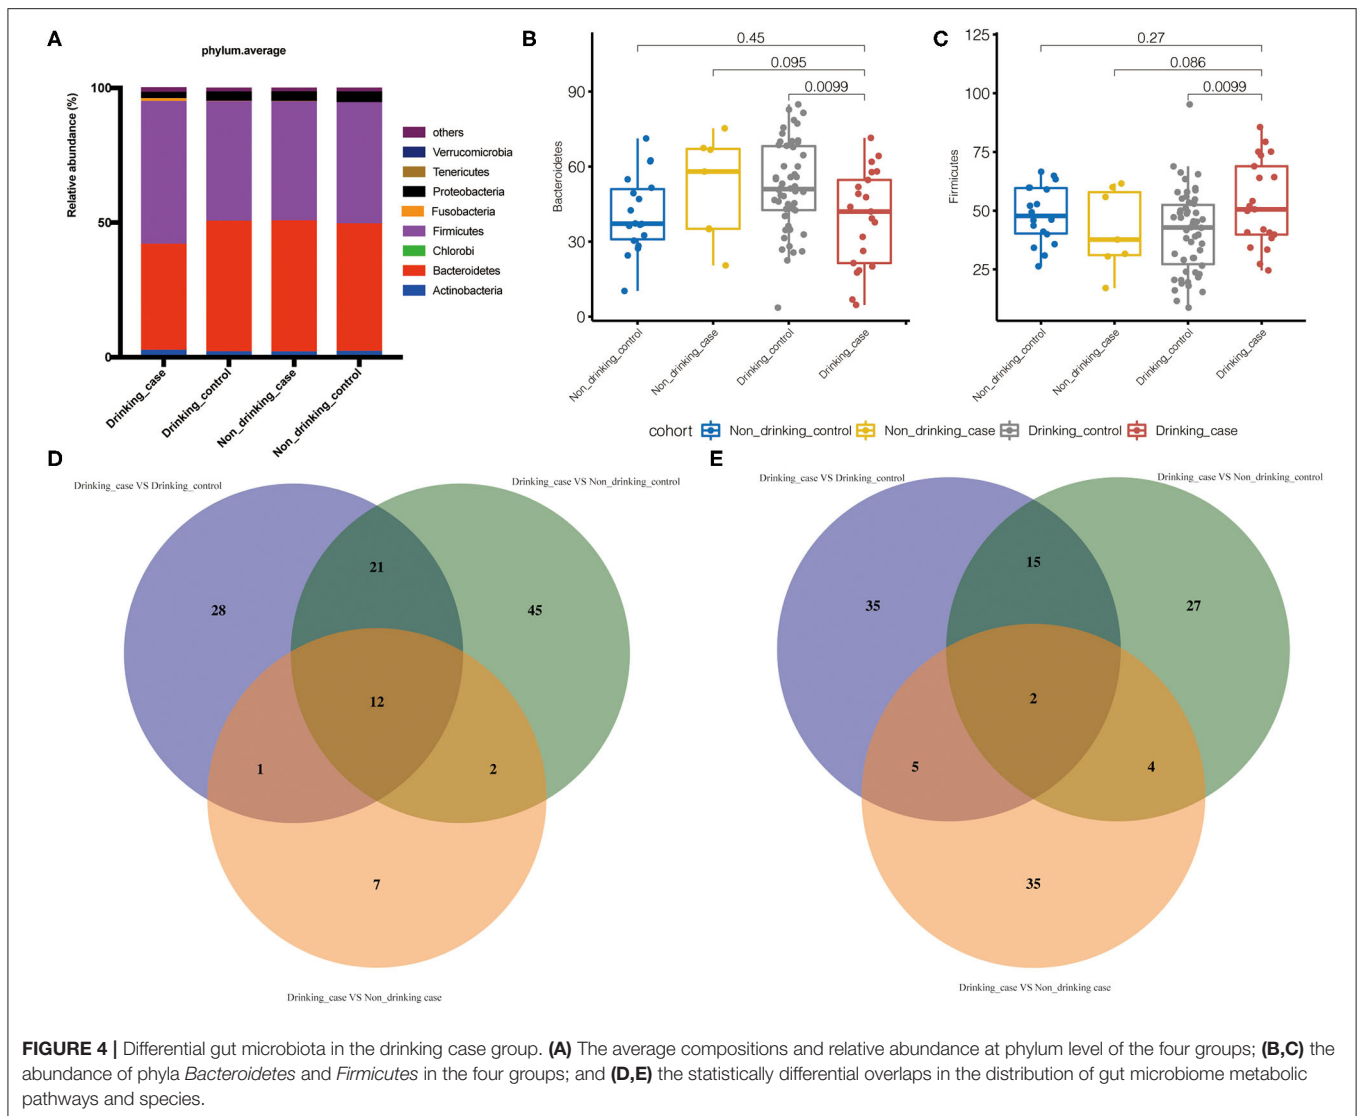 A
phylum.average
Relative abundance (%)
100
50
0
Drinking_case
Drinking_control
Non_drinking_case
Non_drinking_control
others
Verrucomicrobia
Tenericutes
Proteobacteria
Fusobacteria
Firmicutes
Chlorobi
Bacteroidetes
Actinobacteria
B
Bacteroidetes
90
60
30
0
0.45
0.095
0.0099
Non_drinking_control
Non_drinking_case
Drinking_control
Drinking_case
C
Firmicutes
125
100
75
50
25
0.27
0.086
0.0099
Non_drinking_control
Non_drinking_case
Drinking_control
Drinking_case
cohort Non_drinking_control Non_drinking_case Drinking_control Drinking_case
D
Drinking_case VS Drinking_control
Drinking_case VS Non_drinking_control
21
28
45
12
1
2
7
Drinking_case VS Non_drinking case
E
Drinking_case VS Drinking_control
Drinking_case VS Non_drinking_control
15
35
27
2
5
4
35
Drinking_case VS Non_drinking case
FIGURE 4 | Differential gut microbiota in the drinking case group. (A) The average compositions and relative abundance at phylum level of the four groups; (B,C) the
abundance of phyla Bacteroidetes and Firmicutes in the four groups; and (D,E) the statistically differential overlaps in the distribution of gut microbiome metabolic
pathways and species.